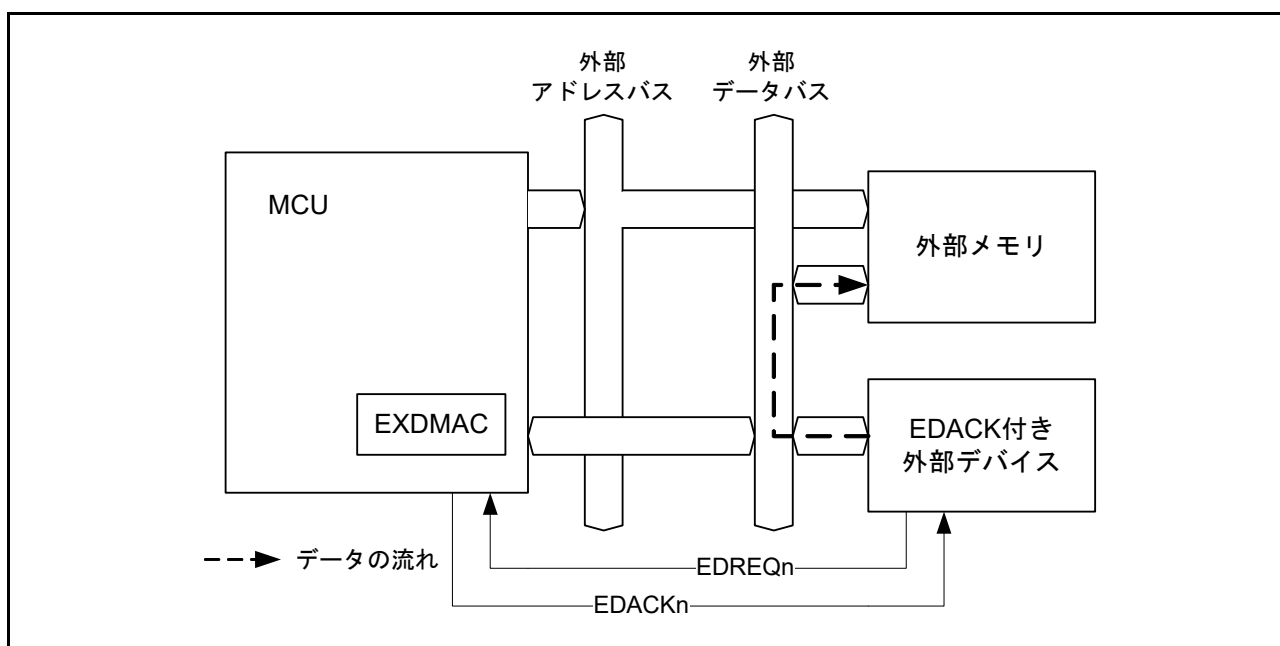 外部
アドレスバス
外部
データバス
MCU
外部メモリ
EXDMAC
EDACK付き
外部デバイス
データの流れ
EDREQn
EDACKn